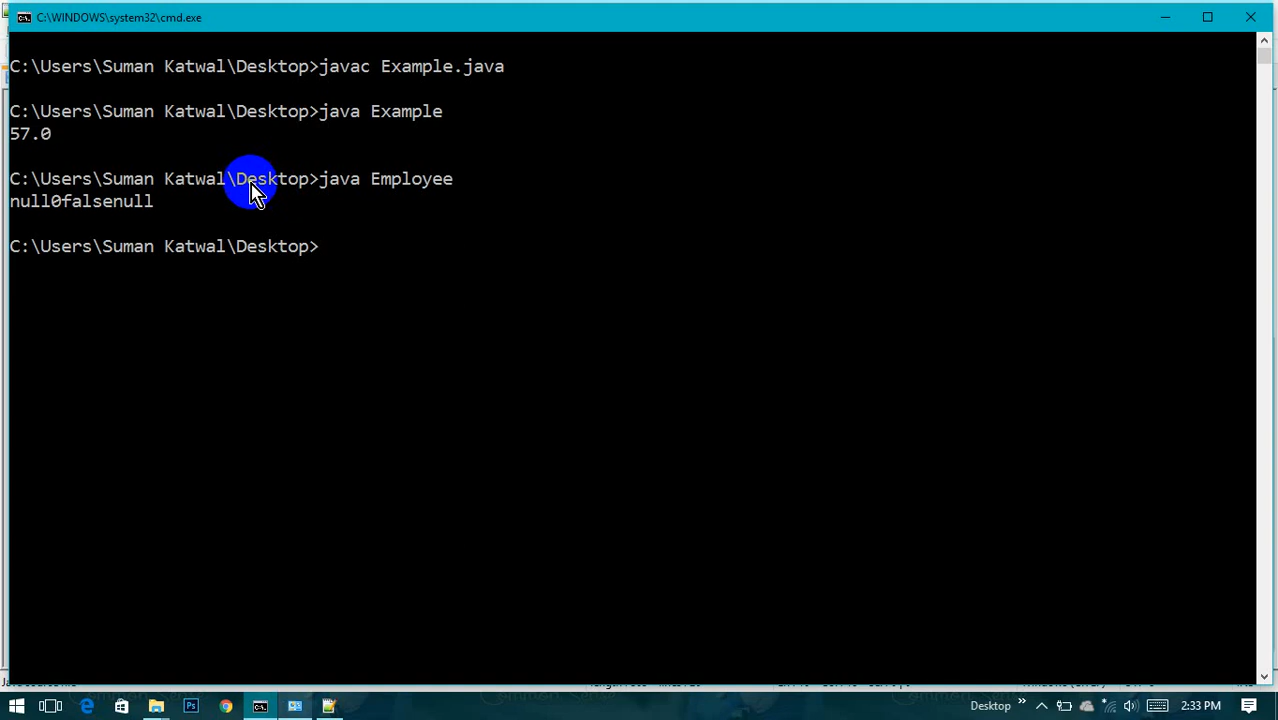 C:\WINDOWS\system32\cmd.exe
C:\Users\Suman Katwal\Desktop>javac Example.java
C:\Users\Suman Katwal\Desktop>java Example
57.0
C:\Users\Suman Katwal\Desktop>java Employee
null0falsenull
C:\Users\Suman Katwal\Desktop>
Desktop
2:33 PM